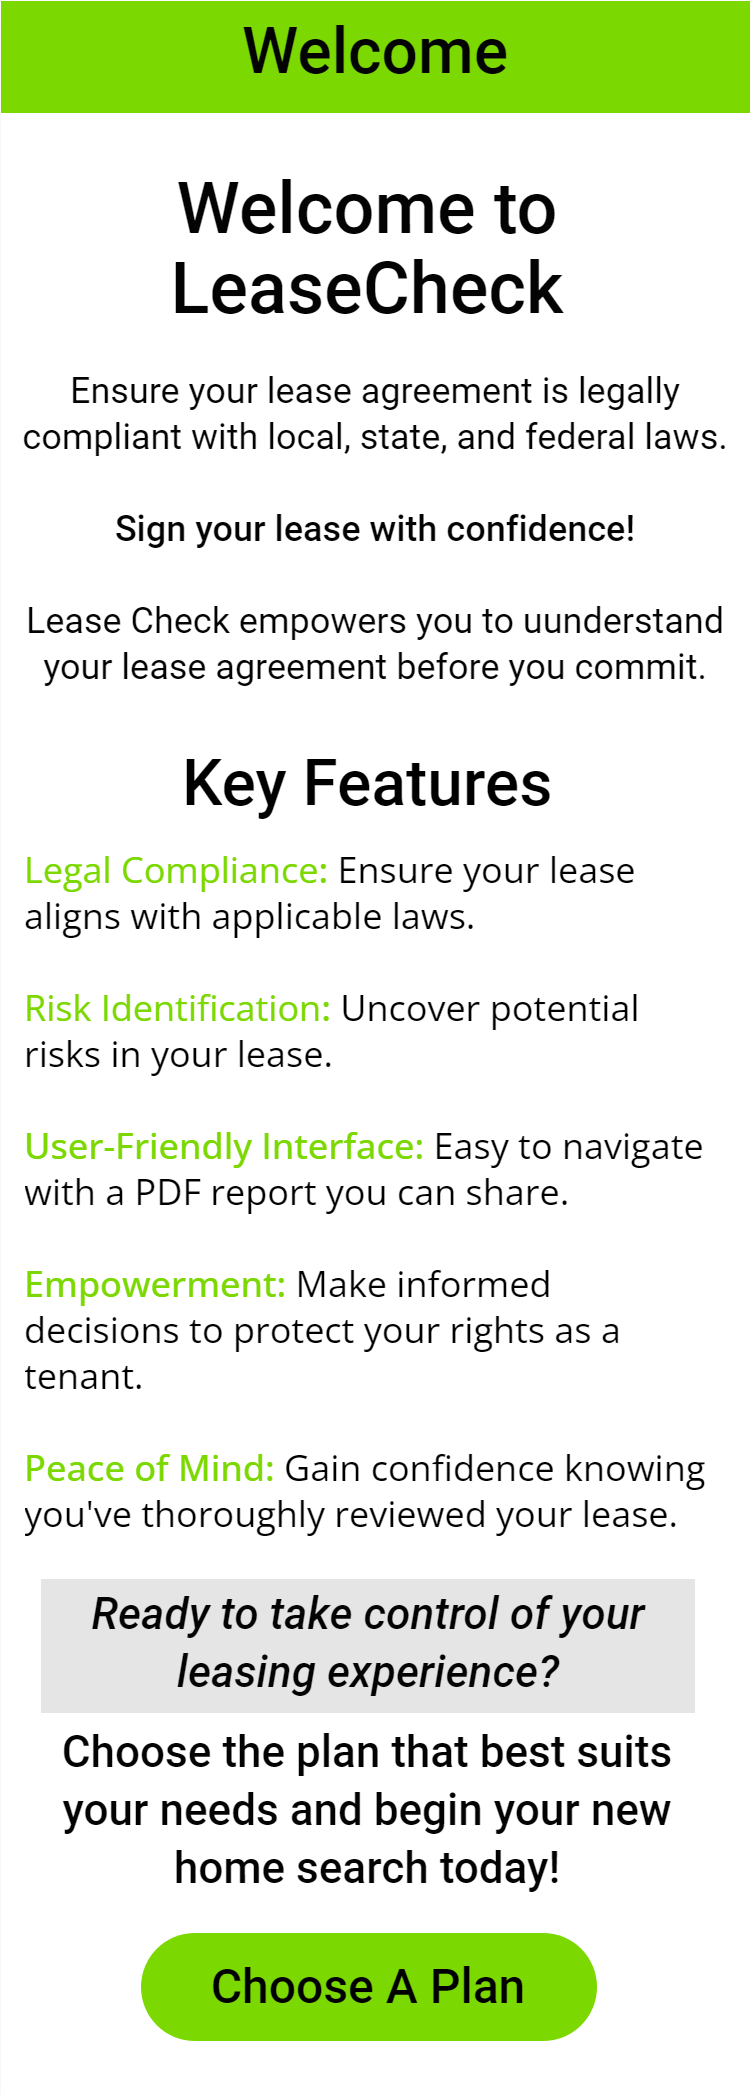 Welcome
Welcome to
LeaseCheck
Ensure your lease agreement is legally
compliant with local, state, and federal laws.
Sign your lease with confidence!
Lease Check empowers you to uunderstand
your lease agreement before you commit.
Key Features
Legal Compliance: Ensure your lease
aligns with applicable laws.
Risk Identification: Uncover potential
risks in your lease.
User-Friendly Interface: Easy to navigate
with a PDF report you can share.
Empowerment: Make informed
decisions to protect your rights as a
tenant.
Peace of Mind: Gain confidence knowing
you've thoroughly reviewed your lease.
Ready to take control of your
leasing experience?
Choose the plan that best suits
your needs and begin your new
home search today!
Choose A Plan